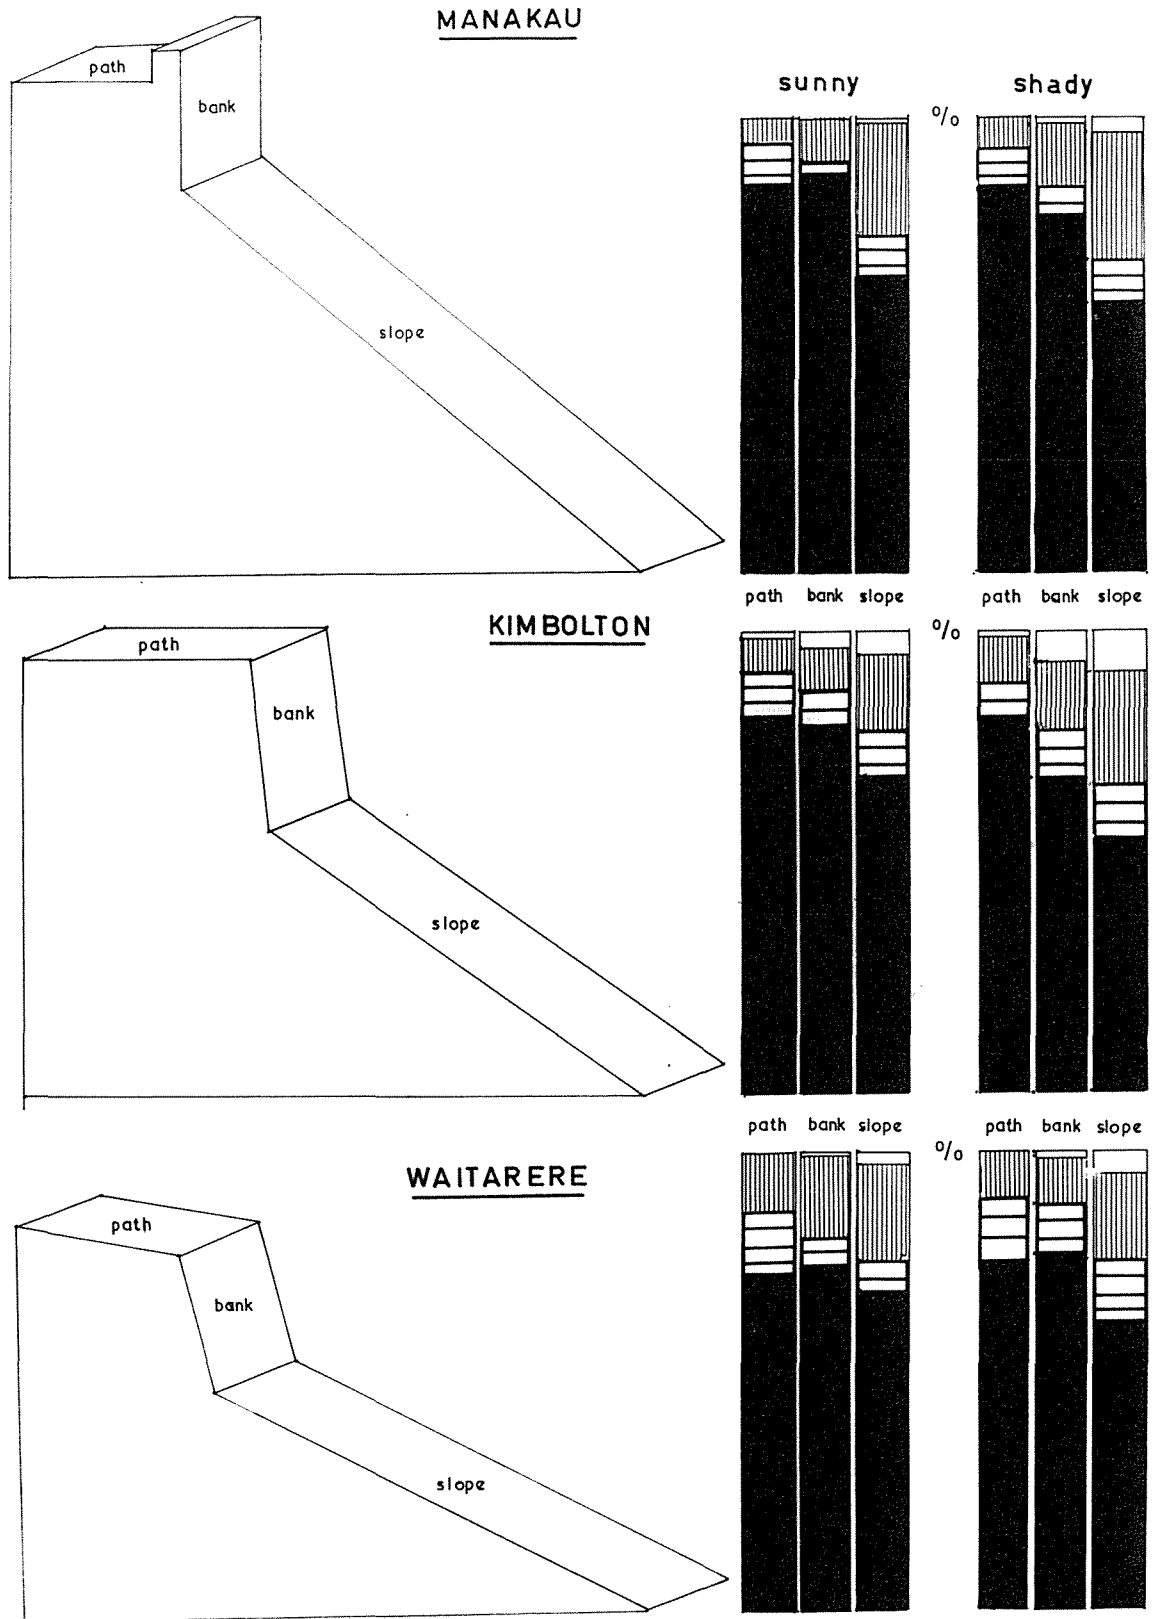 MANAKAU
path
bank
slope
sunny
%
shady
path bank slope
path bank slope
KIMBOLTON
path
bank
slope
%
path bank slope
path bank slope
WAITARERE
path
bank
slope
%